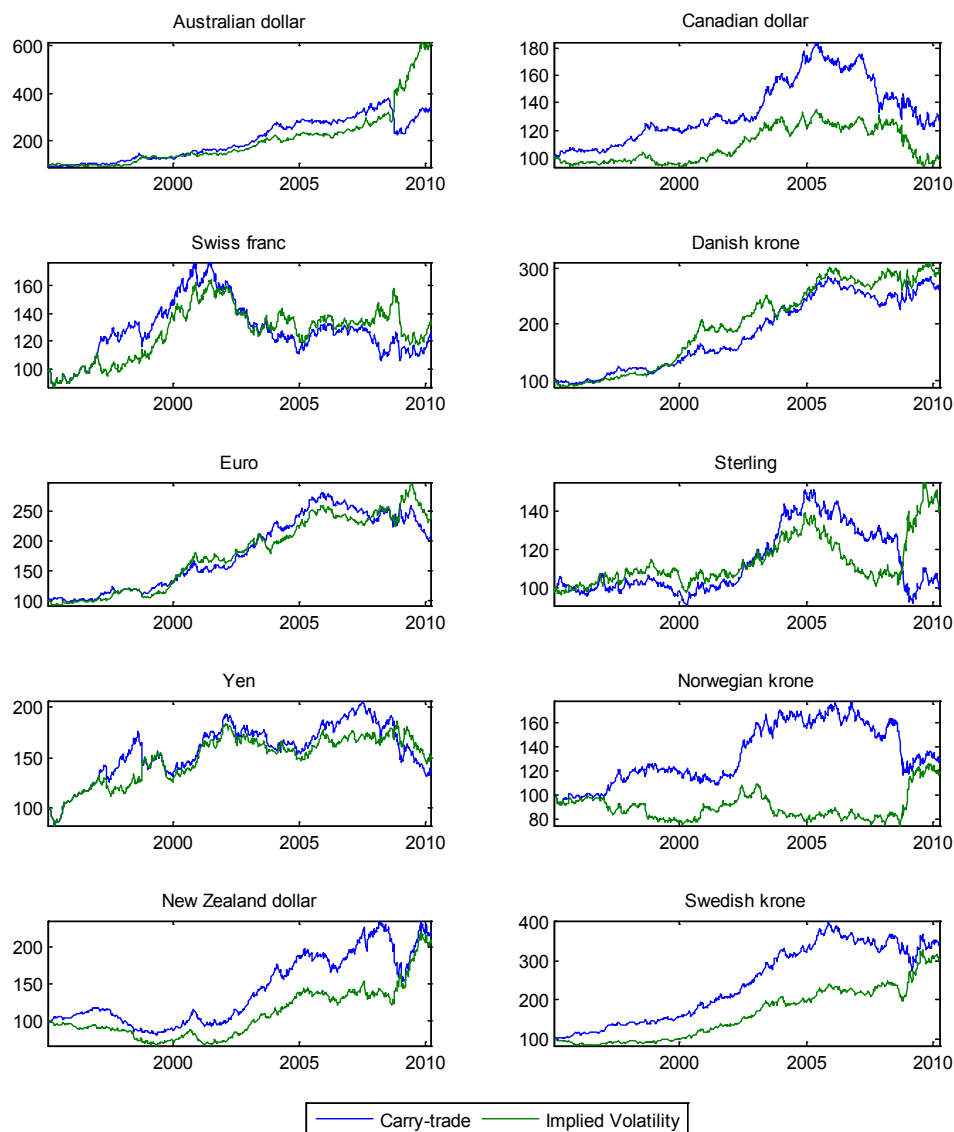 Australian dollar
600
400
200
2000 2005 2010
Canadian dollar
180
160
140
120
100
2000 2005 2010
Swiss franc
160
140
120
100
2000 2005 2010
Danish krone
300
200
100
2000 2005 2010
Euro
250
200
150
100
2000 2005 2010
Sterling
140
120
100
2000 2005 2010
Yen
200
150
100
2000 2005 2010
Norwegian krone
160
140
120
100
80
2000 2005 2010
New Zealand dollar
200
150
100
2000 2005 2010
Swedish krone
400
300
200
100
2000 2005 2010
Carry-trade Implied Volatility